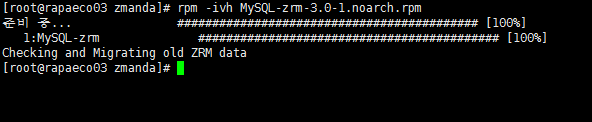 [root@rapaeco03 zmanda]# rpm -ivh MySQL-zrm-3.0-1.noarch.rpm
준비 중... ########################################### [100%]
1:MySQL-zrm ########################################### [100%]
Checking and Migrating old ZRM data
[root@rapaeco03 zmanda]#